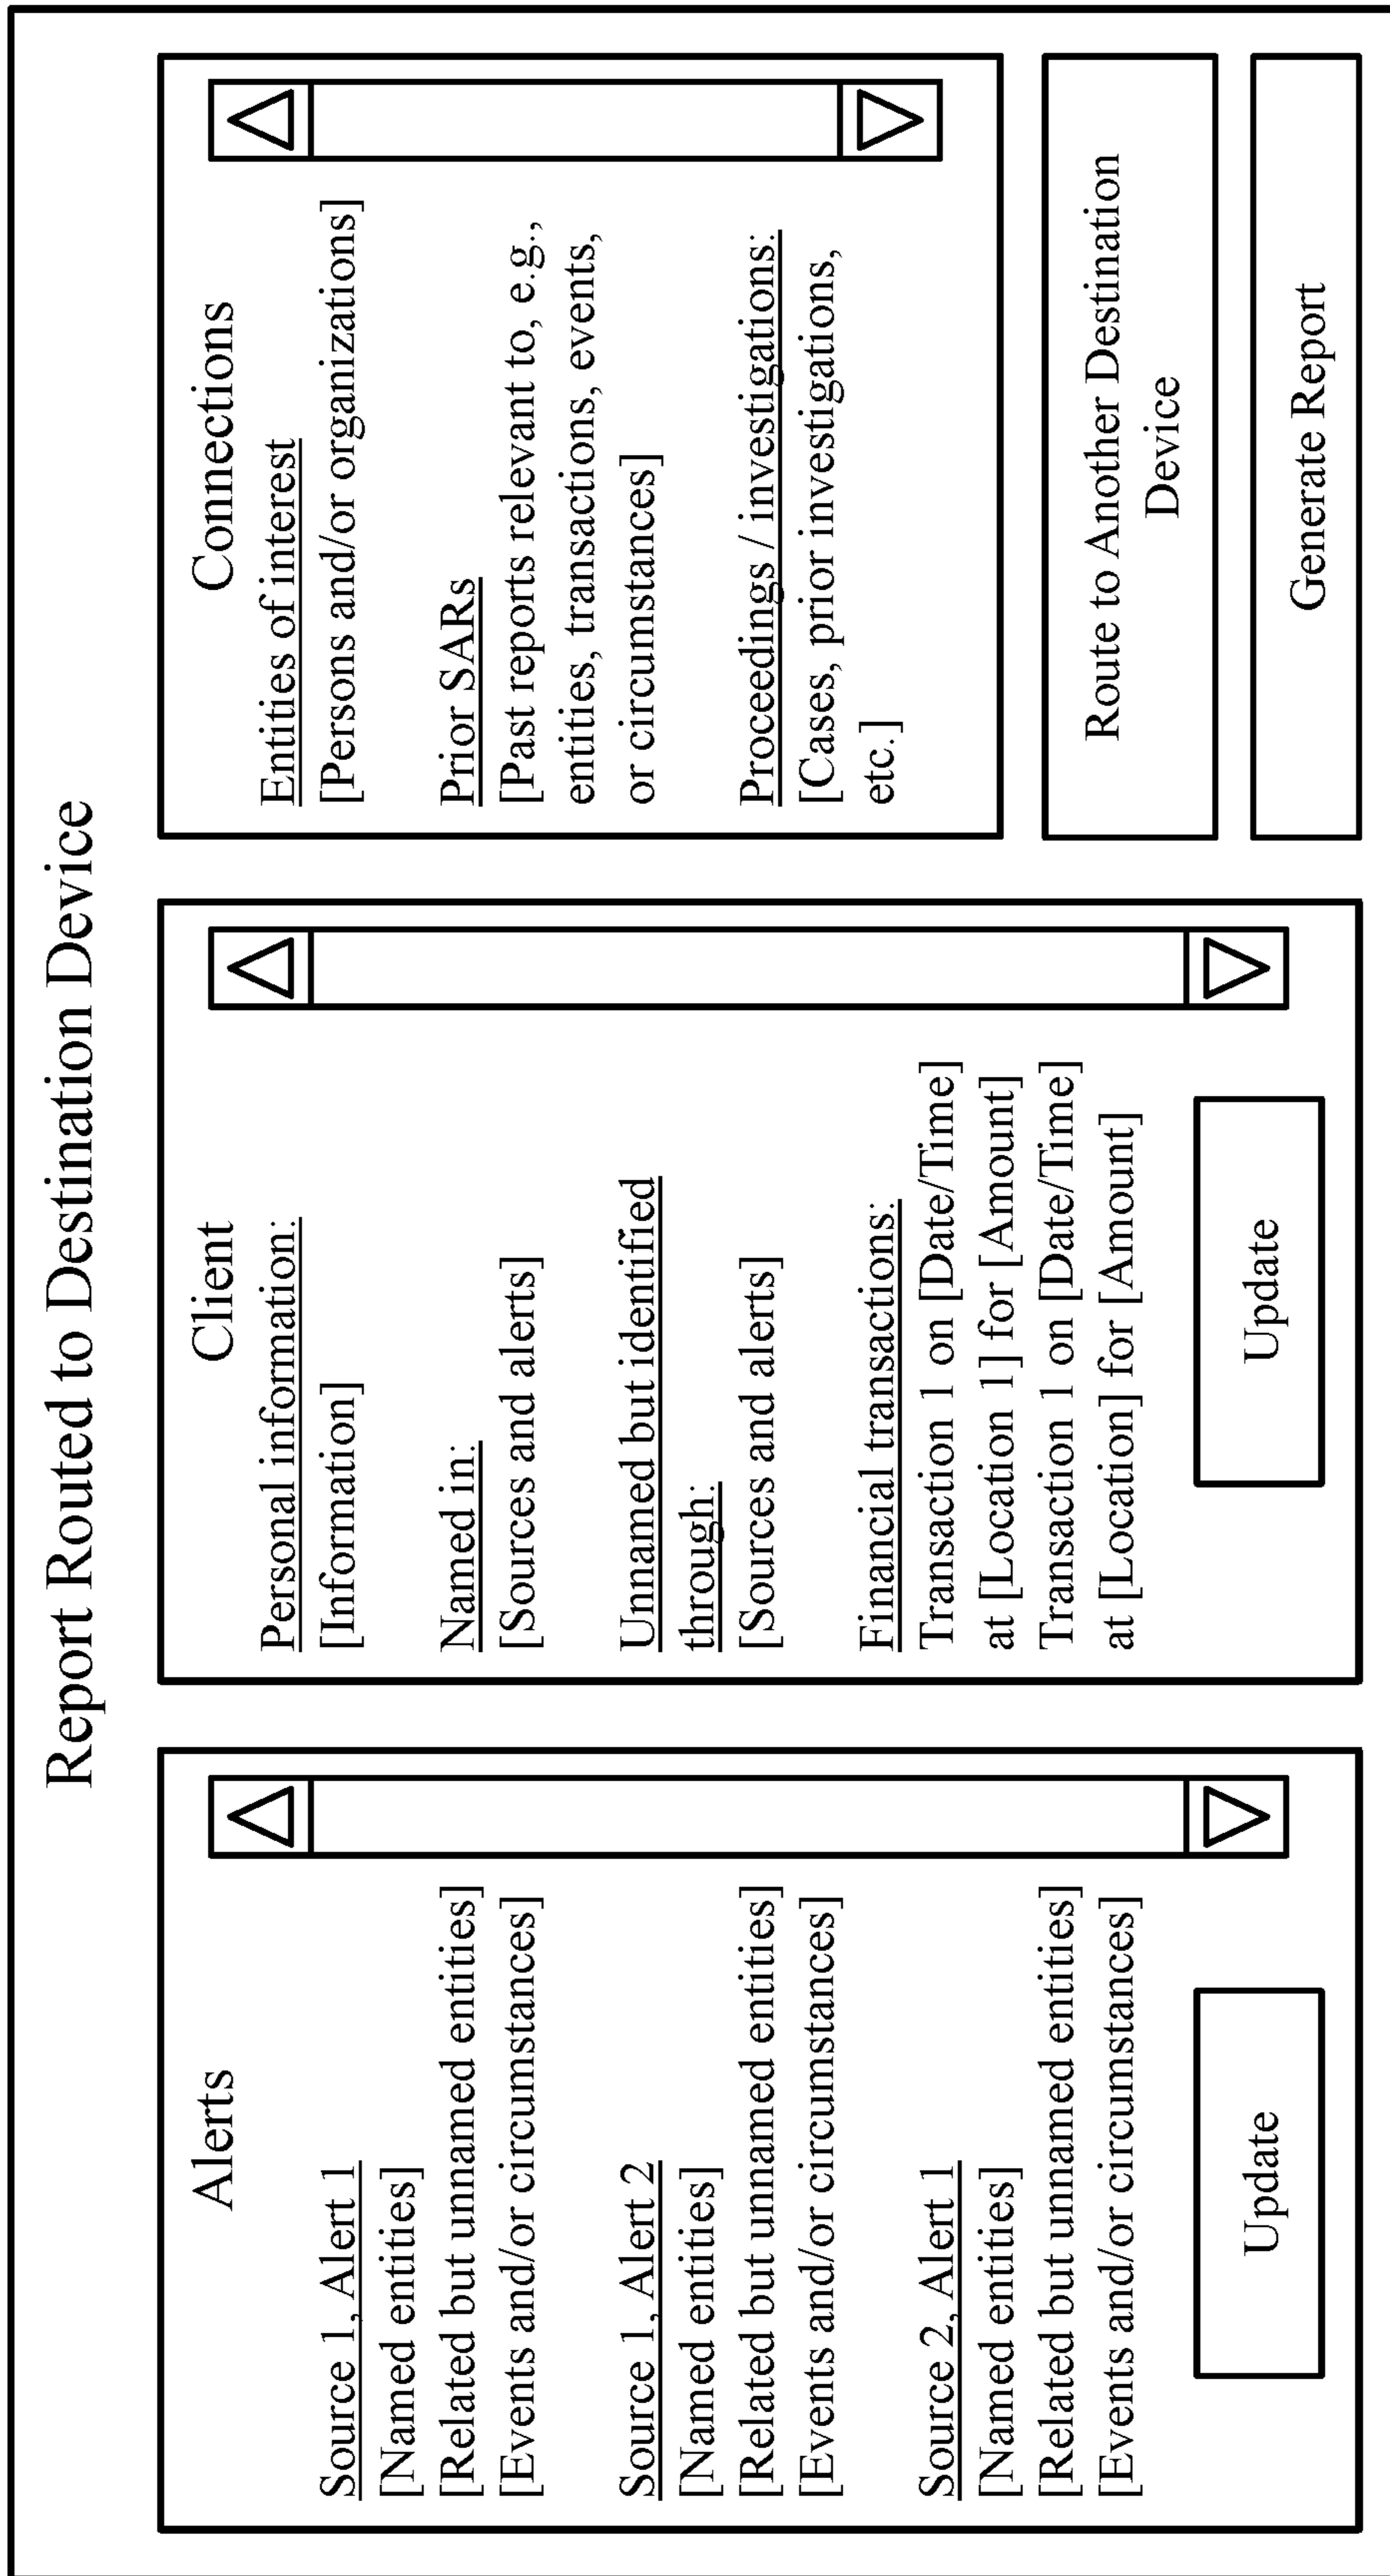 Report Routed to Destination Device
Alerts
Source 1, Alert 1
[Named entities]
[Related but unnamed entities]
[Events and/or circumstances]
Source 1, Alert 2
[Named entities]
[Related but unnamed entities]
[Events and/or circumstances]
Source 2, Alert 1
[Named entities]
[Related but unnamed entities]
[Events and/or circumstances]
Update
Client
Personal information:
[Information]
Named in:
[Sources and alerts]
Unnamed but identified
through:
[Sources and alerts]
Financial transactions:
Transaction 1 on [Date/Time]
at [Location 1] for [Amount]
Transaction 1 on [Date/Time]
at [Location] for [Amount]
Update
Connections
Entities of interest
[Persons and/or organizations]
Prior SARs
[Past reports relevant to, e.g.,
entities, transactions, events,
or circumstances]
Proceedings / investigations:
[Cases, prior investigations,
etc.]
Route to Another Destination
Device
Generate Report